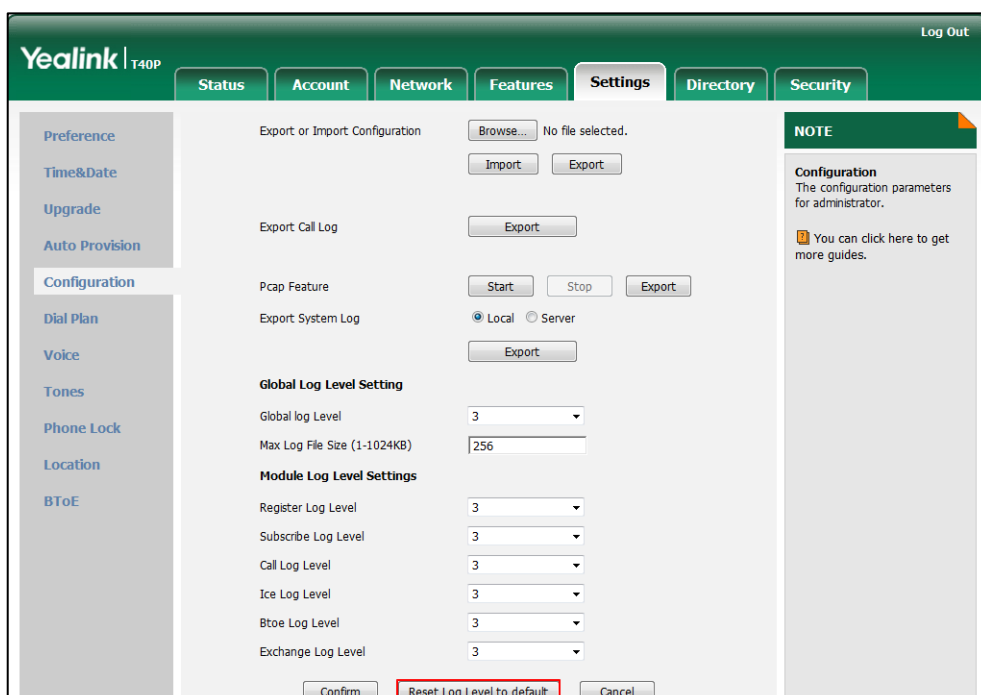 Log Out
Yealink | T40P
Status Account Network Features Settings Directory Security
Preference
Time&Date
Upgrade
Auto Provision
Configuration
Dial Plan
Voice
Tones
Phone Lock
Location
BToE
Export or Import Configuration Browse... No file selected.
Import Export
Export Call Log Export
Pcap Feature Start Stop Export
Export System Log Local Server
Export
Global Log Level Setting
Global log Level 3
Max Log File Size (1-1024KB) 256
Module Log Level Settings
Register Log Level 3
Subscribe Log Level 3
Call Log Level 3
Ice Log Level 3
Btoe Log Level 3
Exchange Log Level 3
Confirm Reset Log Level to default Cancel
NOTE
Configuration
The configuration parameters
for administrator.
? You can click here to get
more guides.